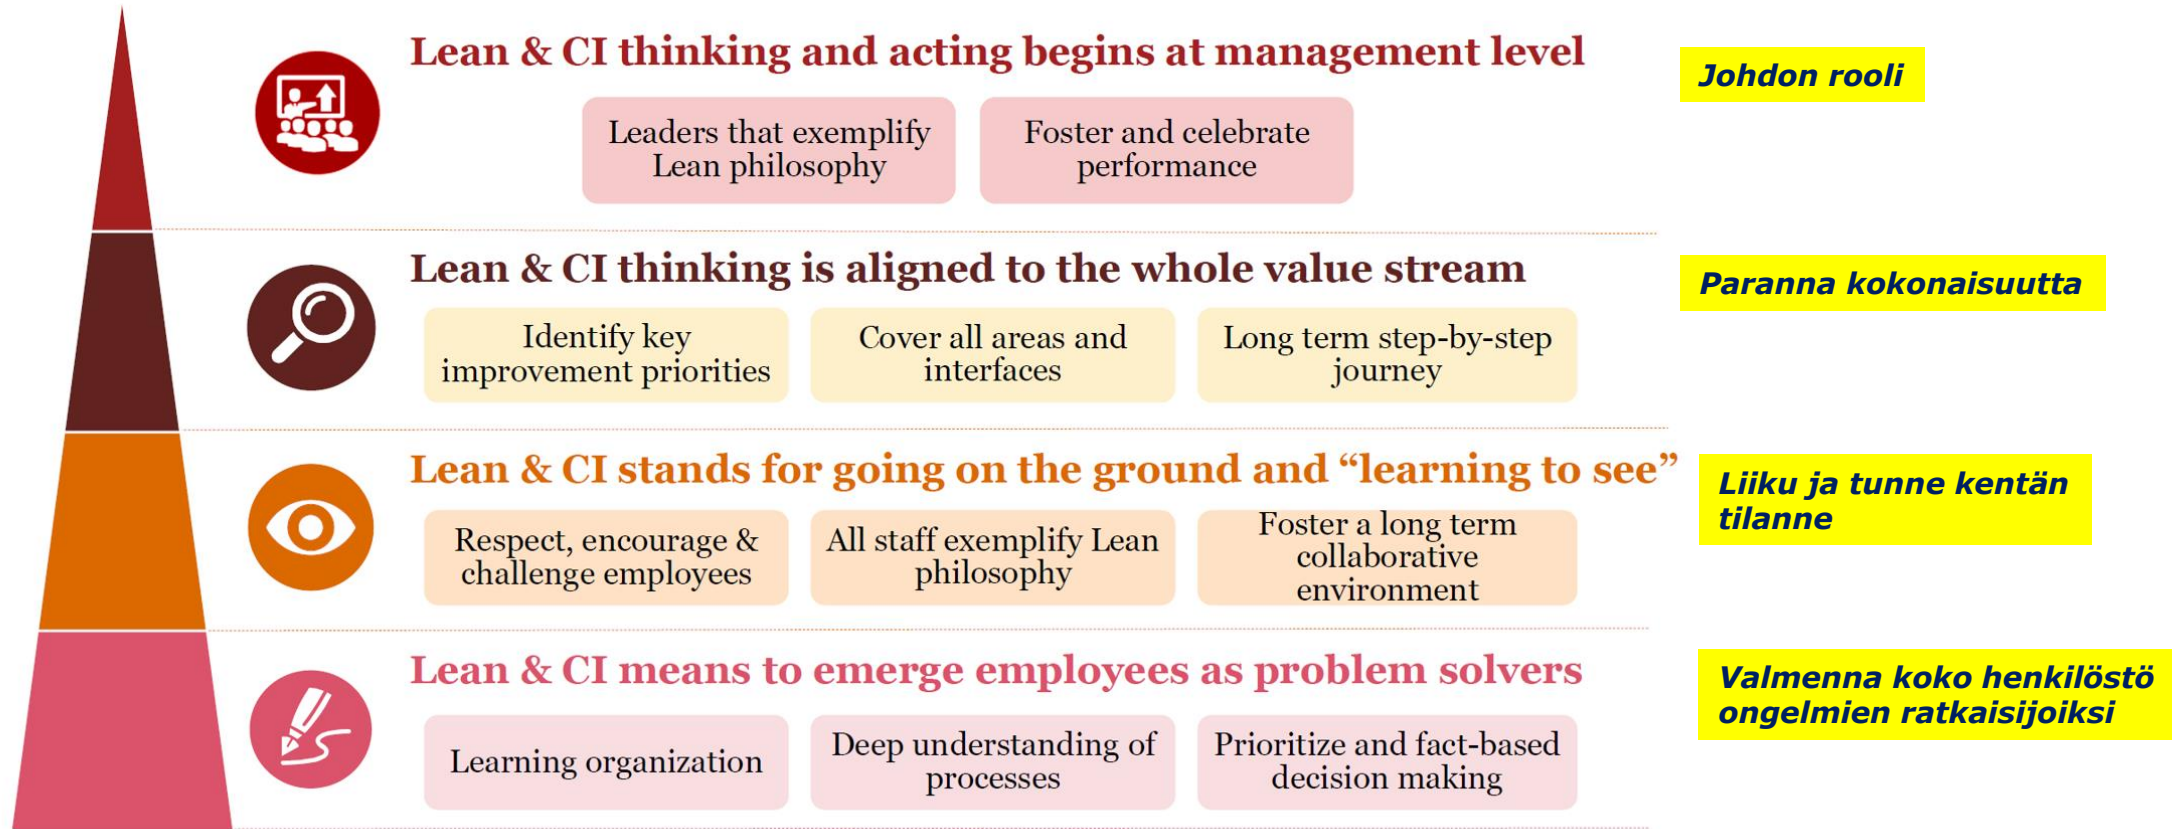 Lean & CI thinking and acting begins at management level
Johdon rooli
Leaders that exemplify
Lean philosophy
Foster and celebrate
performance
Lean & CI thinking is aligned to the whole value stream
Paranna kokonaisuutta
Identify key
improvement priorities
Cover all areas and
interfaces
Long term step-by-step
journey
Lean & CI stands for going on the ground and “learning to see”
Liiku ja tunne kentän
tilanne
Respect, encourage &
challenge employees
All staff exemplify Lean
philosophy
Foster a long term
collaborative
environment
Lean & CI means to emerge employees as problem solvers
Valmenna koko henkilöstö
ongelmien ratkaisijoiksi
Learning organization
Deep understanding of
processes
Prioritize and fact-based
decision making